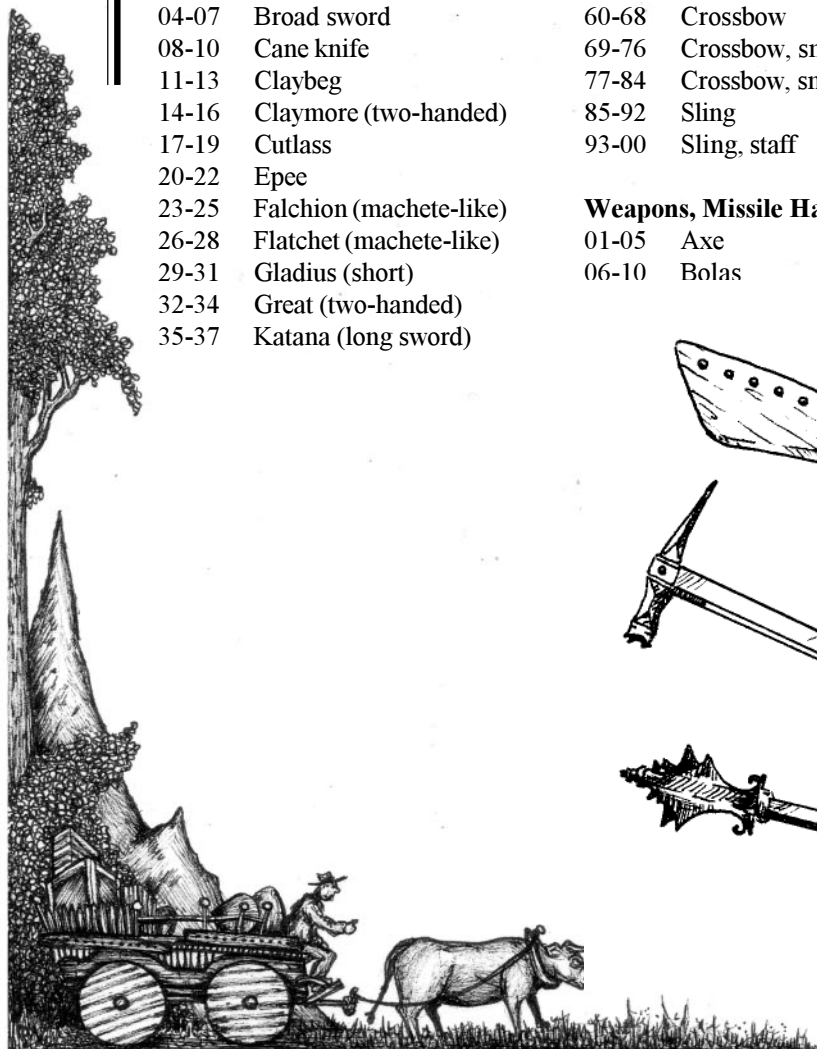 04-07 Broad sword
08-10 Cane knife
11-13 Claybeg
14-16 Claymore (two-handed)
17-19 Cutlass
20-22 Epee
23-25 Falchion (machete-like)
26-28 Flatchet (machete-like)
29-31 Gladius (short)
32-34 Great (two-handed)
35-37 Katana (long sword)
60-68 Crossbow
69-76 Crossbow,
77-84 Crossbow,
85-92 Sling
93-00 Sling, staff
Weapons, Missile
01-05 Axe
06-10 Bolas